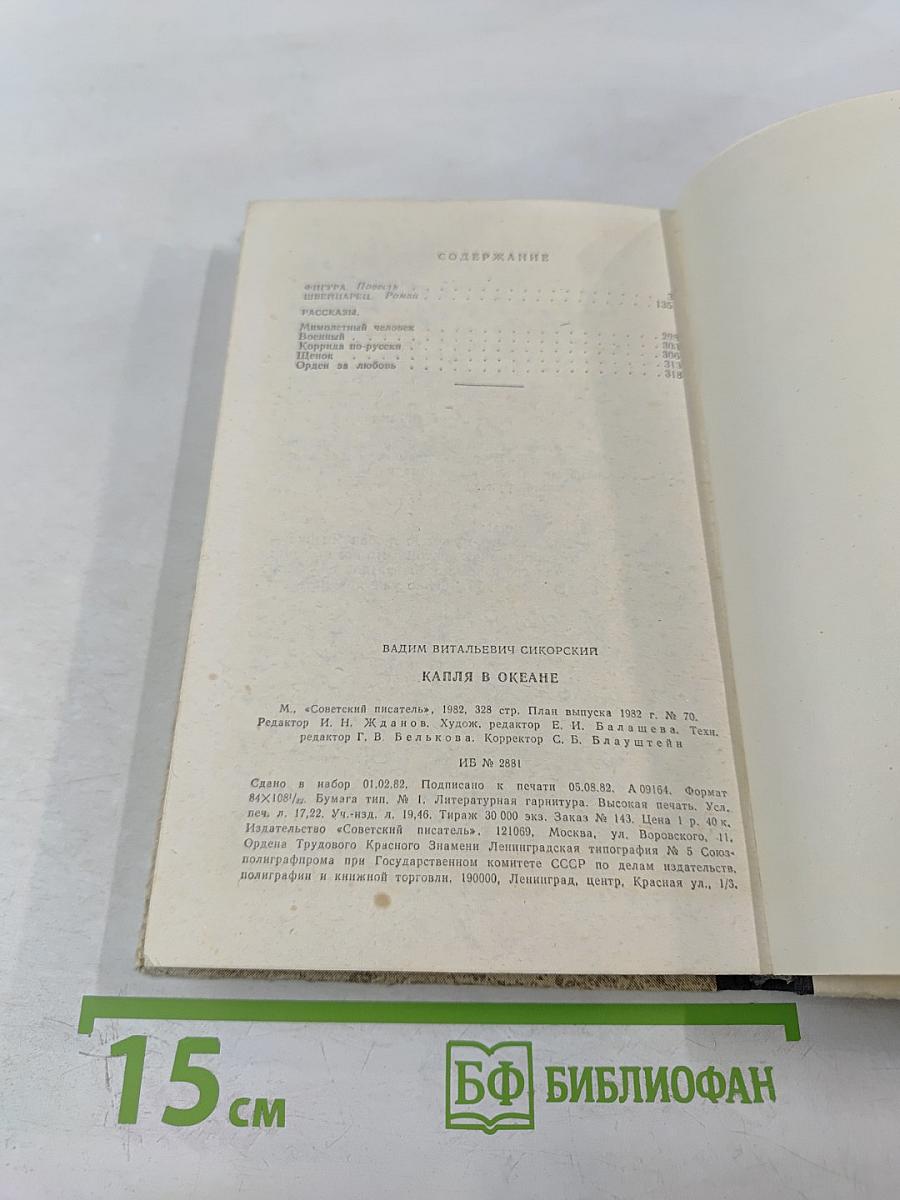 СОДЕРЖАНИЕ
ФИГУРА. Повесть . . . . . . . . . . . . . . 3
ШВЕЙЦАРЕЦ. Роман . . . . . . . . . . . . . 135
РАССКАЗЫ.
Мимолетный человек . . . . . . . . . . . . 295
Военный . . . . . . . . . . . . . . . . . 303
Коррида по-русски . . . . . . . . . . . . 306
Щенок . . . . . . . . . . . . . . . . . . 313
Орден за любовь . . . . . . . . . . . . . 318
ВАДИМ ВИТАЛЬЕВИЧ СИКОРСКИЙ
КАПЛЯ В ОКЕАНЕ
М., «Советский писатель», 1982, 328 стр. План выпуска 1982 г. № 70.
Редактор И. Н. Жданов. Худож. редактор Е. И. Балашева. Техн.
редактор Г. В. Белькова. Корректор С. Б. Блауштейн
ИБ № 2881
Сдано в набор 01.02.82. Подписано к печати 05.08.82. А 09164. Формат
84×108¹/₃₂. Бумага тип. № 1. Литературная гарнитура. Высокая печать. Усл.
печ. л. 17,22. Уч.-изд. л. 19,46. Тираж 30 000 экз. Заказ № 143. Цена 1 р. 40 к.
Издательство «Советский писатель». 121069, Москва, ул. Воровского, 11.
Ордена Трудового Красного Знамени Ленинградская типография № 5 Союз-
полиграфпрома при Государственном комитете СССР по делам издательств,
полиграфии и книжной торговли. 190000, Ленинград, центр, Красная ул., 1/3.
15 см
БФ БИБЛИОФАН